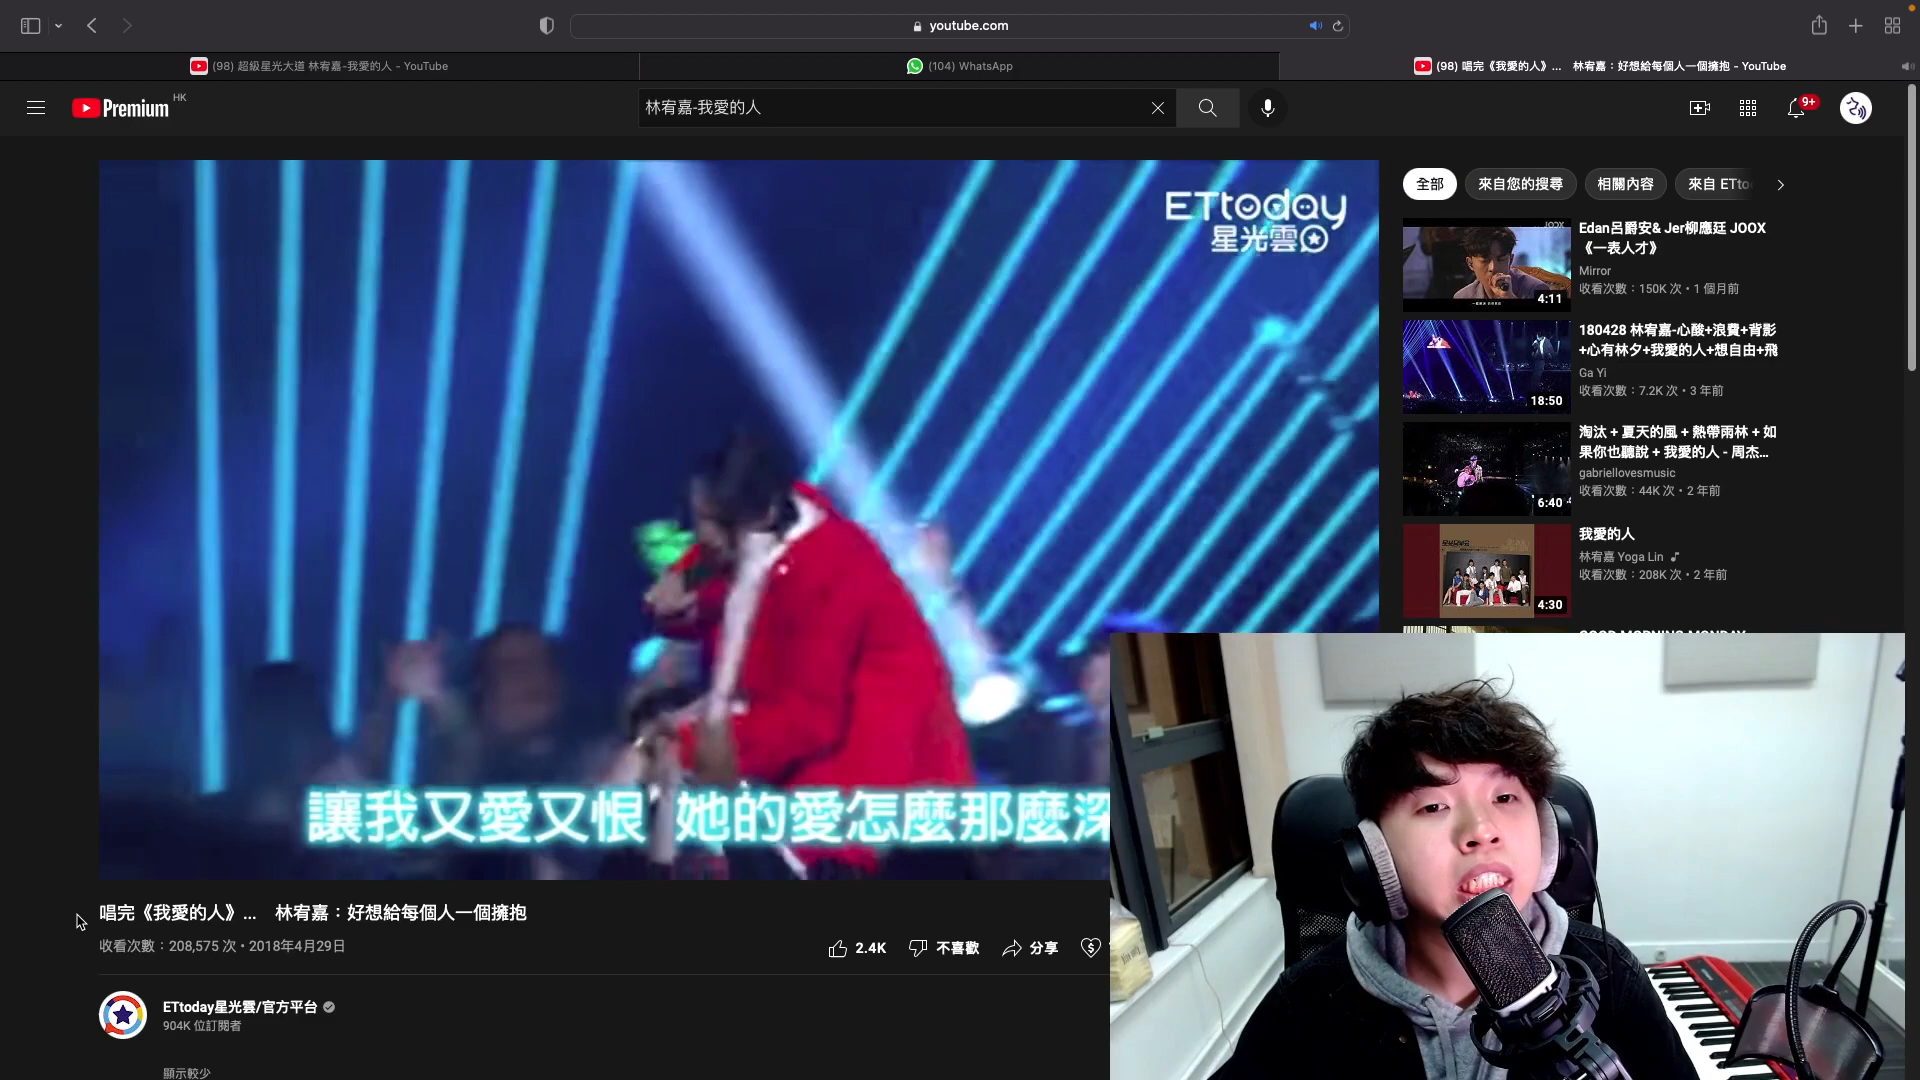 youtube.com
(98) 超級星光大道 林宥嘉-我愛的人 - YouTube
(104) WhatsApp
(98) 唱完《我愛的人》... 林宥嘉：好想給每個人一個擁抱 - YouTube
Premium HK
林宥嘉-我愛的人
9+
ETtoday
星光雲
全部
來自您的搜尋
相關內容
來自 ETto
JOOX
4:11
Edan呂爵安& Jer柳應廷 JOOX
《一表人才》
Mirror
收看次數：150K 次・1 個月前
18:50
180428 林宥嘉-心酸+浪費+背影
+心有林夕+我愛的人+想自由+飛
Ga Yi
收看次數：7.2K 次・3 年前
6:40
淘汰 + 夏天的風 + 熱帶雨林 + 如
果你也聽說 + 我愛的人 - 周杰...
gabriellovesmusic
收看次數：44K 次・2 年前
4:30
我愛的人
林宥嘉 Yoga Lin
收看次數：208K 次・2 年前
GOOD MORNING MONDAY
讓我又愛又恨 她的愛怎麼那麼深
唱完《我愛的人》... 林宥嘉：好想給每個人一個擁抱
收看次數：208,575 次・2018年4月29日
2.4K
不喜歡
分享
ETtoday星光雲/官方平台
904K 位訂閱者
顯示較少